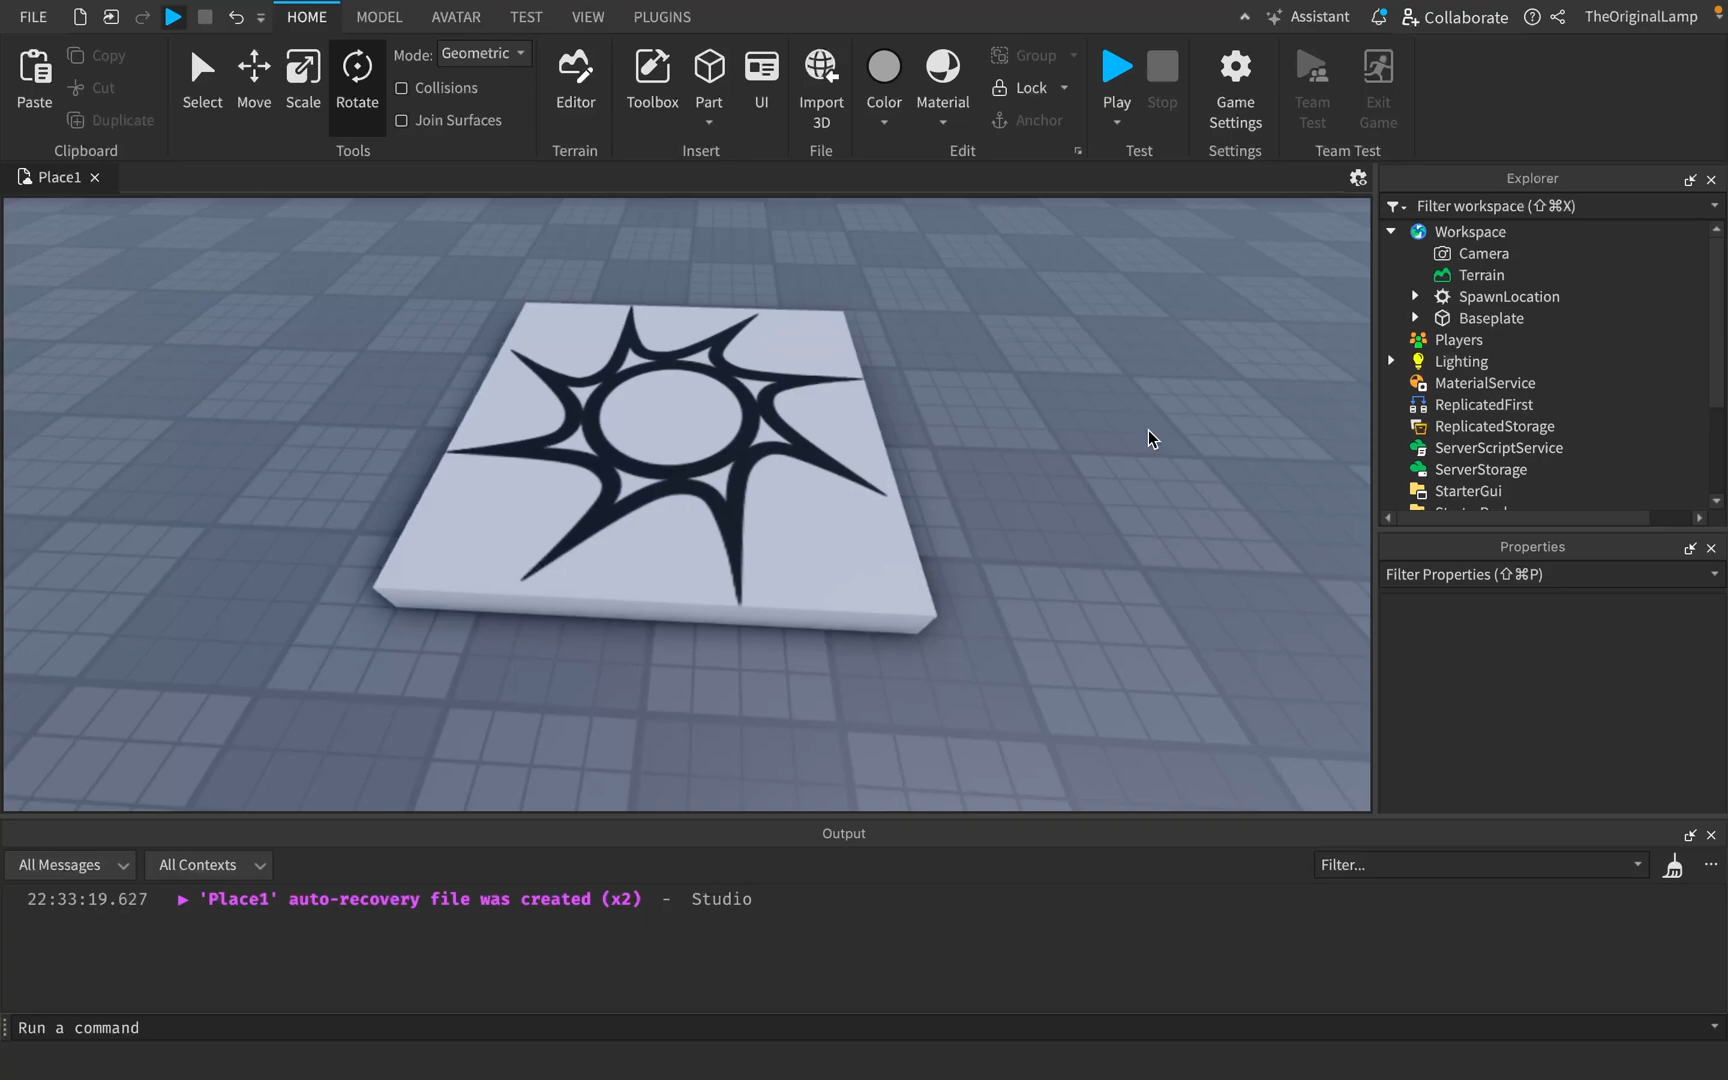 FILE HOME MODEL AVATAR TEST VIEW PLUGINS Assistant Collaborate TheOriginalLamp
Paste Copy Cut Duplicate Clipboard
Select Move Scale Rotate Mode: Geometric Collisions Join Surfaces Tools
Editor Terrain
Toolbox Part UI Insert
Import 3D File
Color Material Group Lock Anchor Edit
Play Stop Test
Game Settings Settings
Team Test Exit Game Team Test
Place1
Explorer
Filter workspace (⇧⌘X)
Workspace
Camera
Terrain
SpawnLocation
Baseplate
Players
Lighting
MaterialService
ReplicatedFirst
ReplicatedStorage
ServerScriptService
ServerStorage
StarterGui
Properties
Filter Properties (⇧⌘P)
Output
All Messages All Contexts Filter...
22:33:19.627 ▶ 'Place1' auto-recovery file was created (x2) - Studio
Run a command